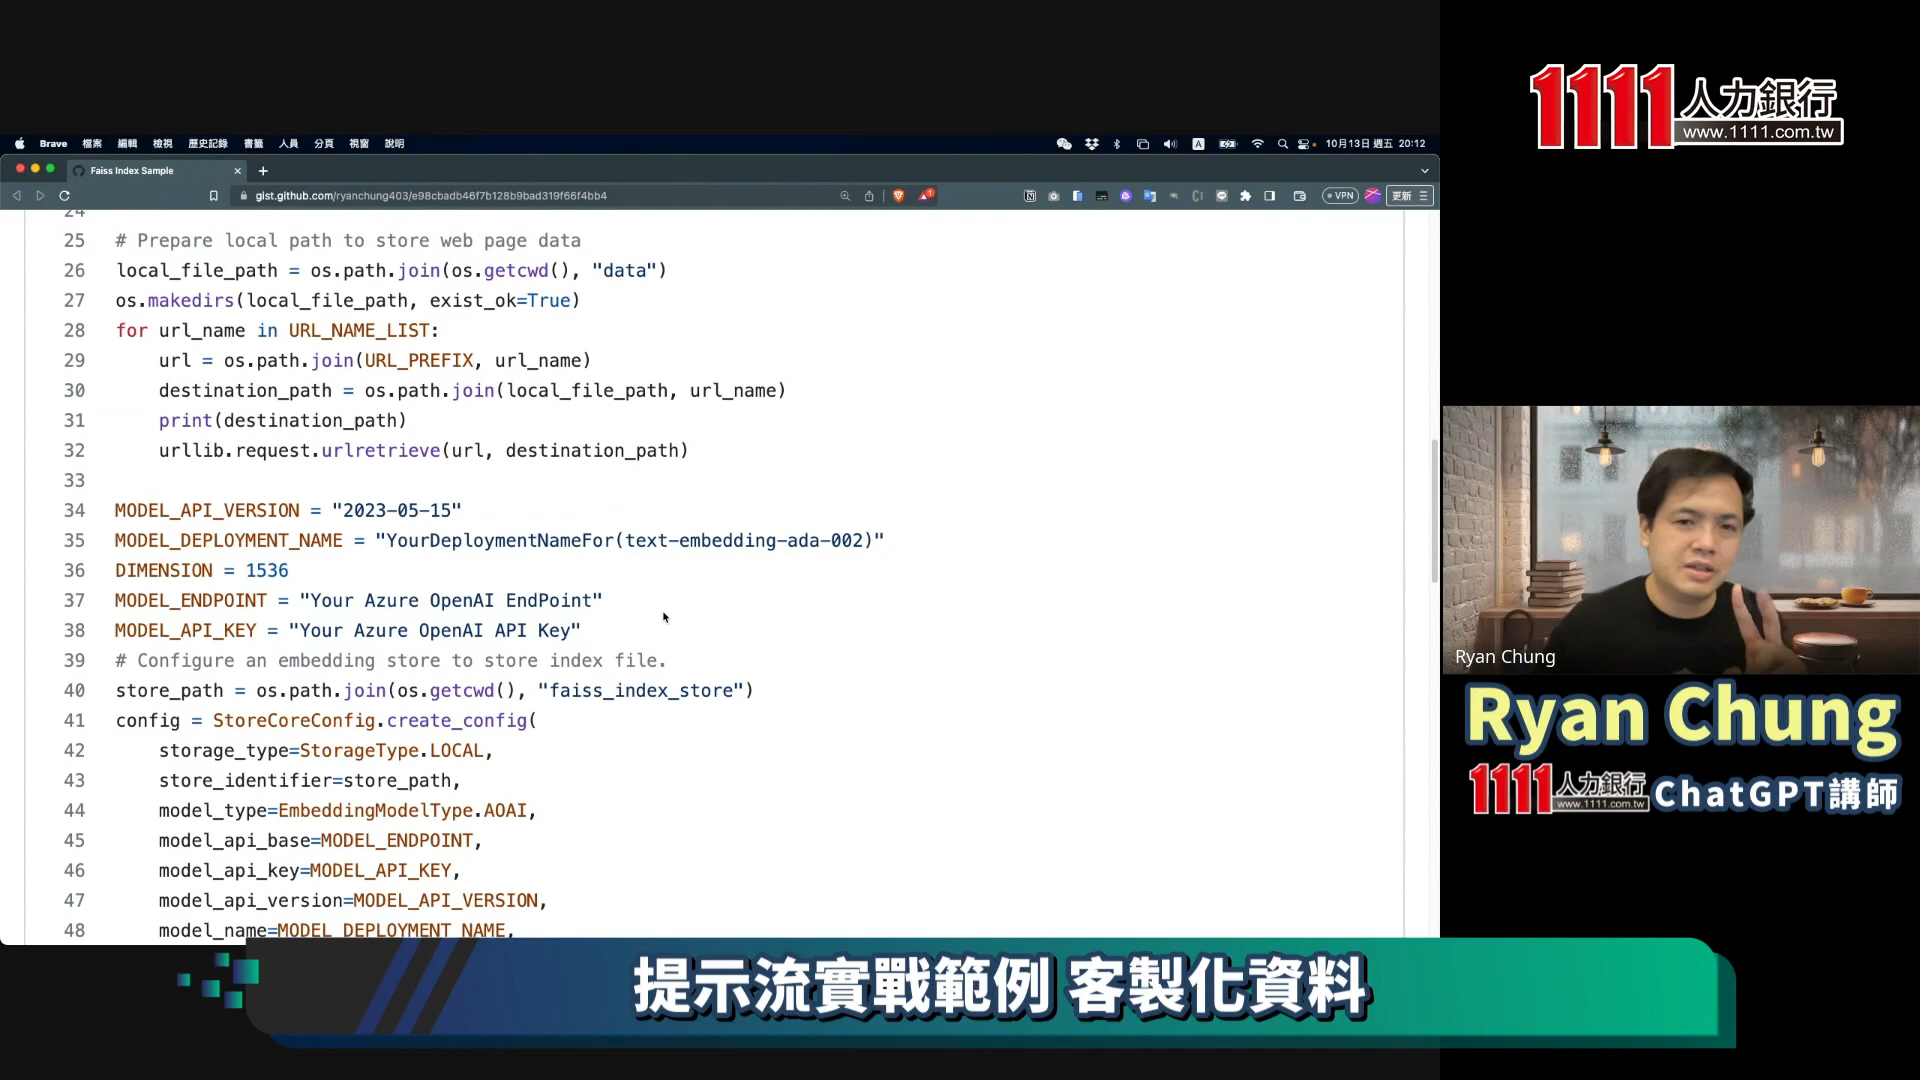 Brave 檔案 編輯 檢視 歷史記錄 書籤 人員 分頁 視窗 說明
10月13日 週五 20:12
Faiss Index Sample
gist.github.com/ryanchung403/e98cbadb46f7b128b9bad319f66f4bb4
VPN
更新
24
25 # Prepare local path to store web page data
26 local_file_path = os.path.join(os.getcwd(), "data")
27 os.makedirs(local_file_path, exist_ok=True)
28 for url_name in URL_NAME_LIST:
29 url = os.path.join(URL_PREFIX, url_name)
30 destination_path = os.path.join(local_file_path, url_name)
31 print(destination_path)
32 urllib.request.urlretrieve(url, destination_path)
33
34 MODEL_API_VERSION = "2023-05-15"
35 MODEL_DEPLOYMENT_NAME = "YourDeploymentNameFor(text-embedding-ada-002)"
36 DIMENSION = 1536
37 MODEL_ENDPOINT = "Your Azure OpenAI EndPoint"
38 MODEL_API_KEY = "Your Azure OpenAI API Key"
39 # Configure an embedding store to store index file.
40 store_path = os.path.join(os.getcwd(), "faiss_index_store")
41 config = StoreCoreConfig.create_config(
42 storage_type=StorageType.LOCAL,
43 store_identifier=store_path,
44 model_type=EmbeddingModelType.AOAI,
45 model_api_base=MODEL_ENDPOINT,
46 model_api_key=MODEL_API_KEY,
47 model_api_version=MODEL_API_VERSION,
48 model_name=MODEL_DEPLOYMENT_NAME,
1111人力銀行
www.1111.com.tw
Ryan Chung
Ryan Chung
1111人力銀行 www.1111.com.tw ChatGPT講師
提示流實戰範例 客製化資料